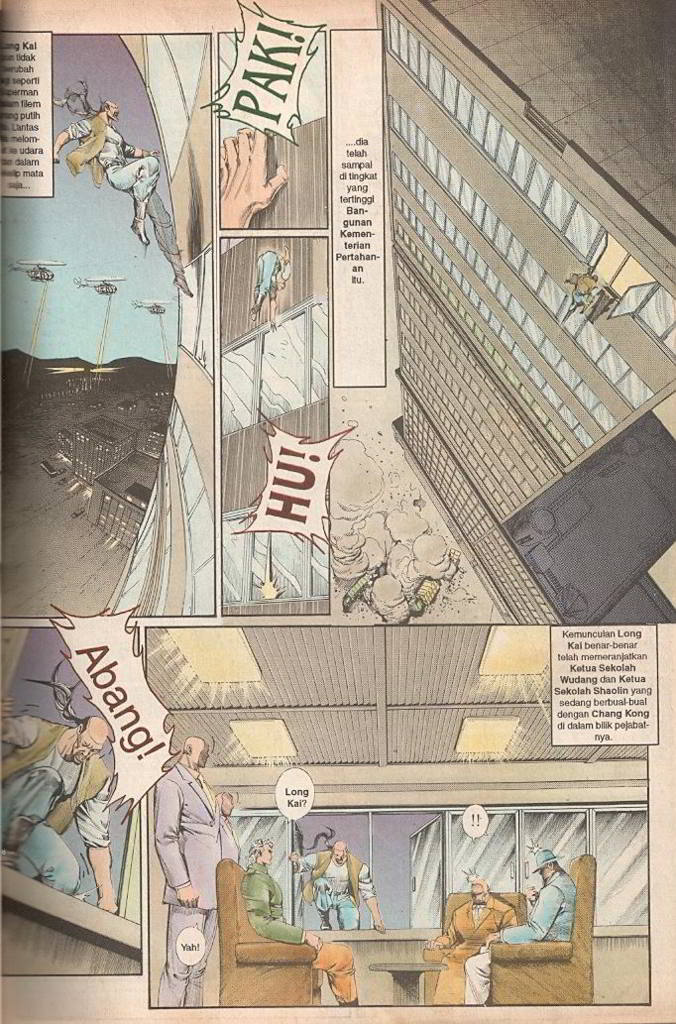 Long Kai
tidak
berubah
seperti
filem
putih
Lantas
udara
dalam
mata
saja...
PAK!
....dia
telah
sampai
di tingkat
yang
tertinggi
Ban-
gunan
Kemen-
terian
Pertahan-
an
itu.
HU!
Abang!
Kemunculan Long
Kai benar-benar
telah memeranjatkan
Ketua Sekolah
Wudang dan Ketua
Sekolah Shaolin yang
sedang berbual-bual
dengan Chang Kong
di dalam bilik pejabat-
nya.
Long
Kai?
!!
Yah!